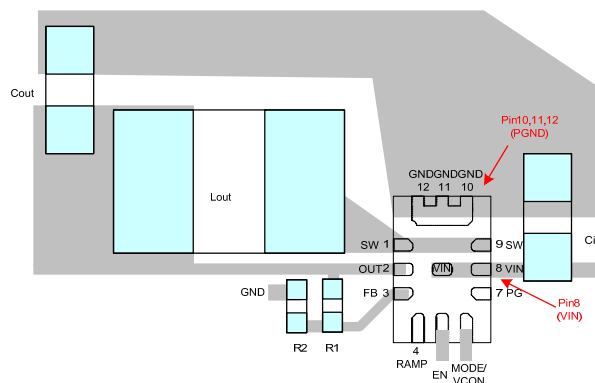 Cout
Pin10,11,12
(PGND)
GNDGNDGND
12 11 10
Lout
Ci
SW 1
9 SW
OUT2
VIN
8 VIN
GND
FB 3
7 PG
Pin8
(VIN)
R2
R1
4
RAMP
EN
MODE/
VCON